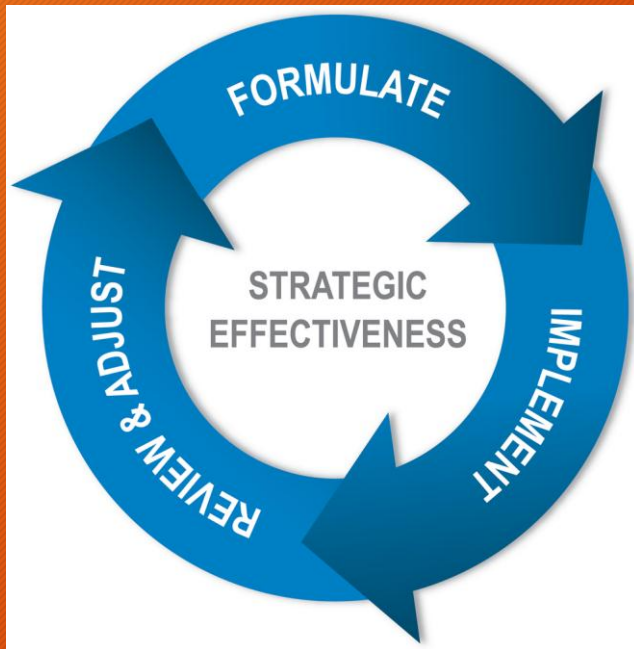 FORMULATE
STRATEGIC
EFFECTIVENESS
IMPLEMENT
REVIEW & ADJUST